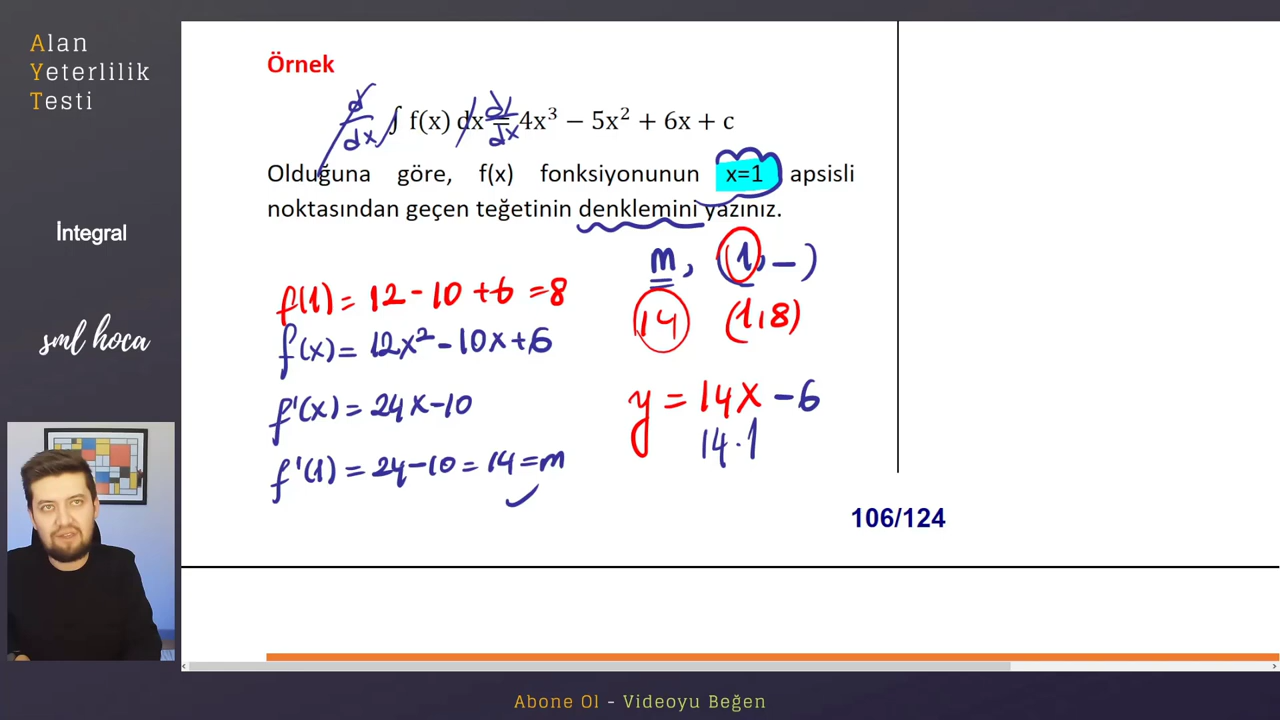 Alan
Yeterlilik
Testi
İntegral
sml hoca
Örnek
d/dx ∫ f(x) dx = d/dx 4x³ − 5x² + 6x + c
Olduğuna göre, f(x) fonksiyonunun x=1 apsisli
noktasından geçen teğetinin denklemini yazınız.
m, (1, _ )
f(1) = 12 - 10 + 6 = 8
14 (1,8)
f(x) = 12x² - 10x + 6
f'(x) = 24x - 10
y = 14x - 6
14 . 1
f'(1) = 24 - 10 = 14 = m
106/124
Abone Ol - Videoyu Beğen